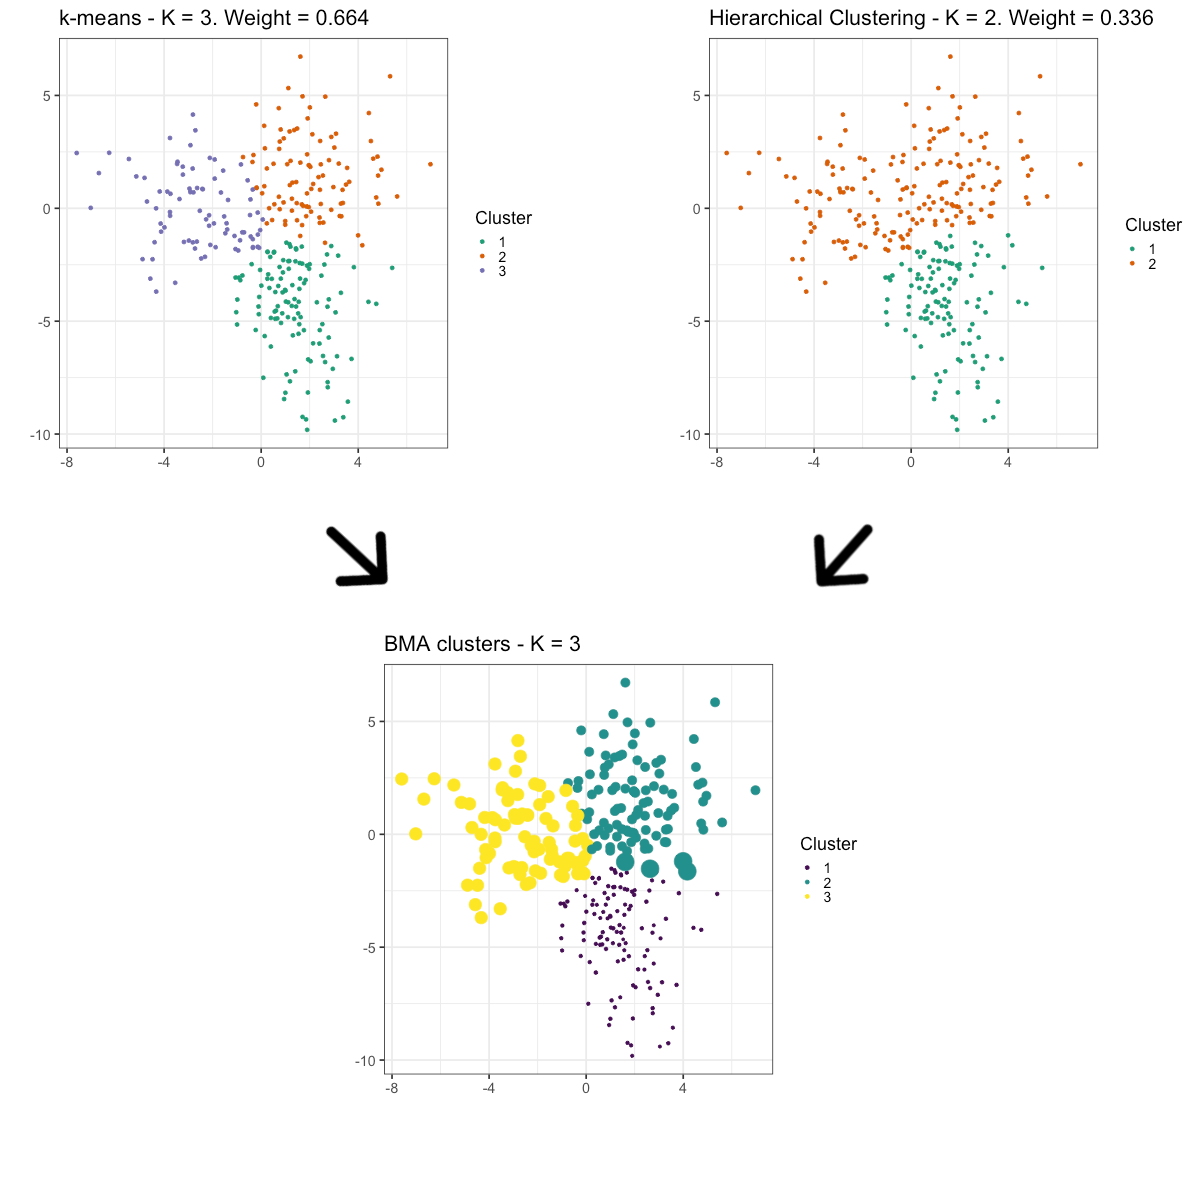 k-means - K = 3. Weight = 0.664
5
0
-5
-10
-8 -4 0 4
Cluster
1
2
3
Hierarchical Clustering - K = 2. Weight = 0.336
5
0
-5
-10
-8 -4 0 4
Cluster
1
2
BMA clusters - K = 3
5
0
-5
-10
-8 -4 0 4
Cluster
1
2
3